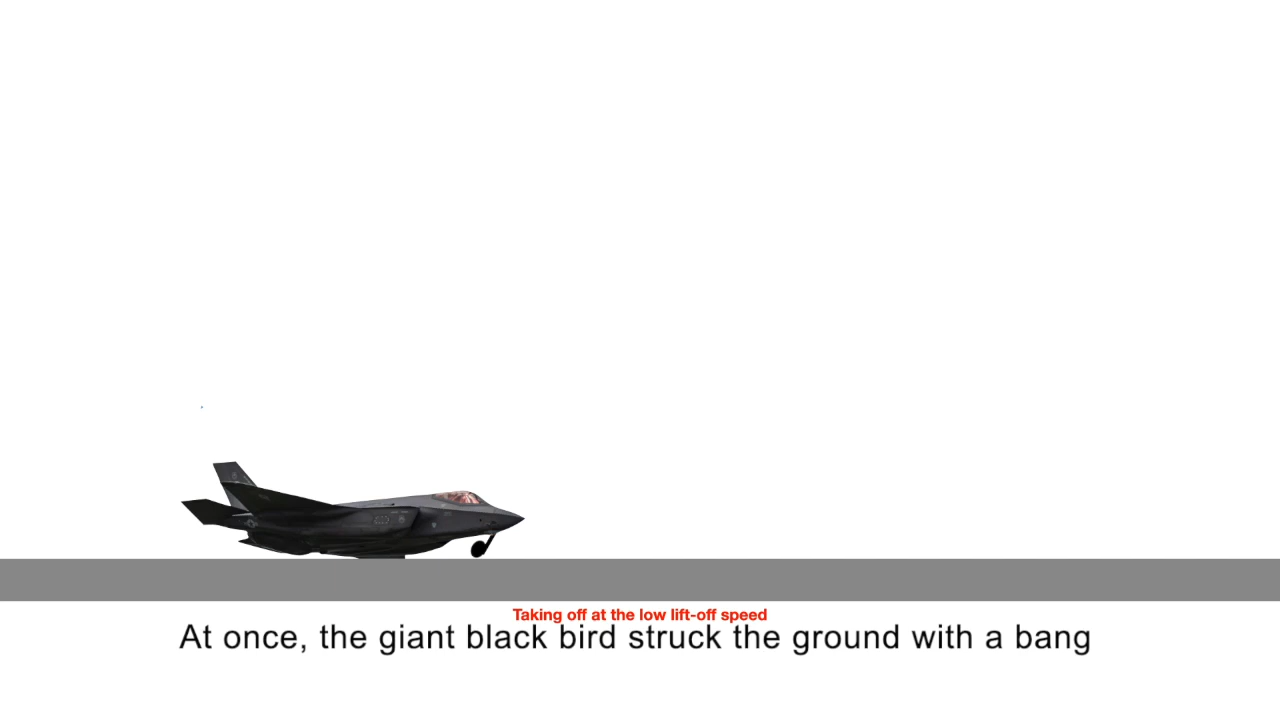 Taking off at the low lift-off speed
At once, the giant black bird struck the ground with a bang